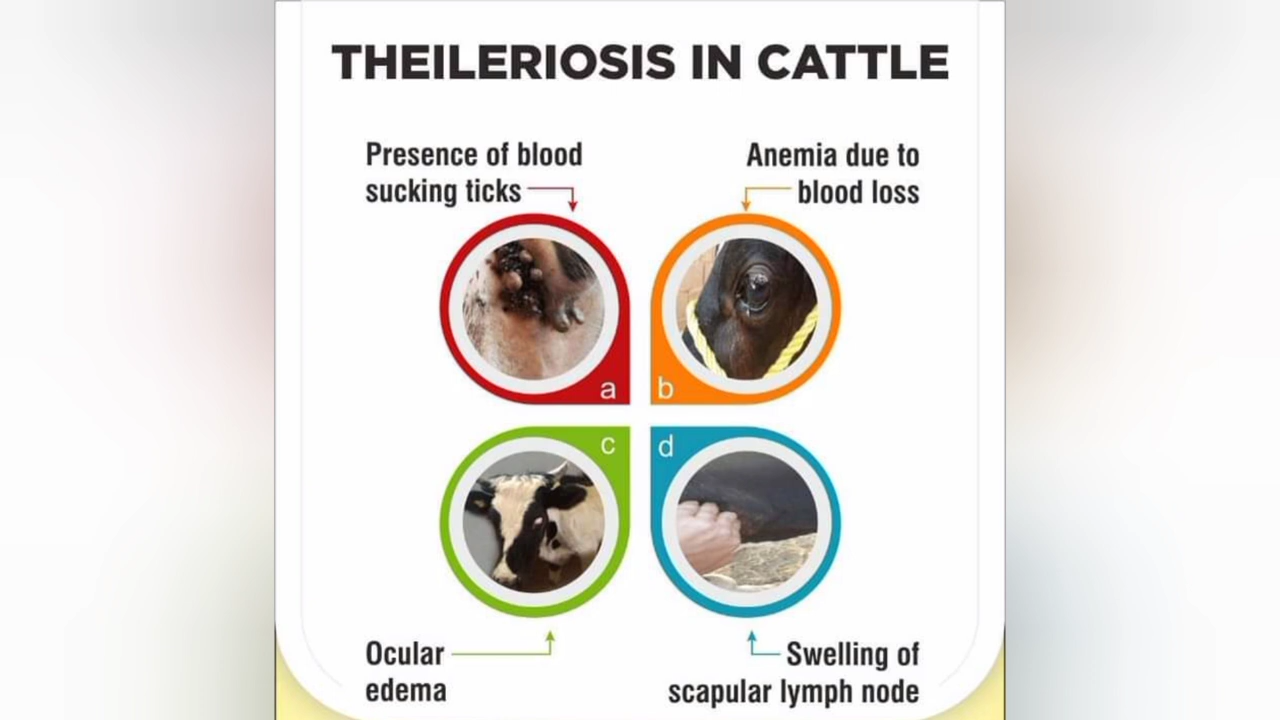 THEILERIOSIS IN CATTLE
Presence of blood
sucking ticks
Anemia due to
blood loss
a
b
c
d
Ocular
edema
Swelling of
scapular lymph node